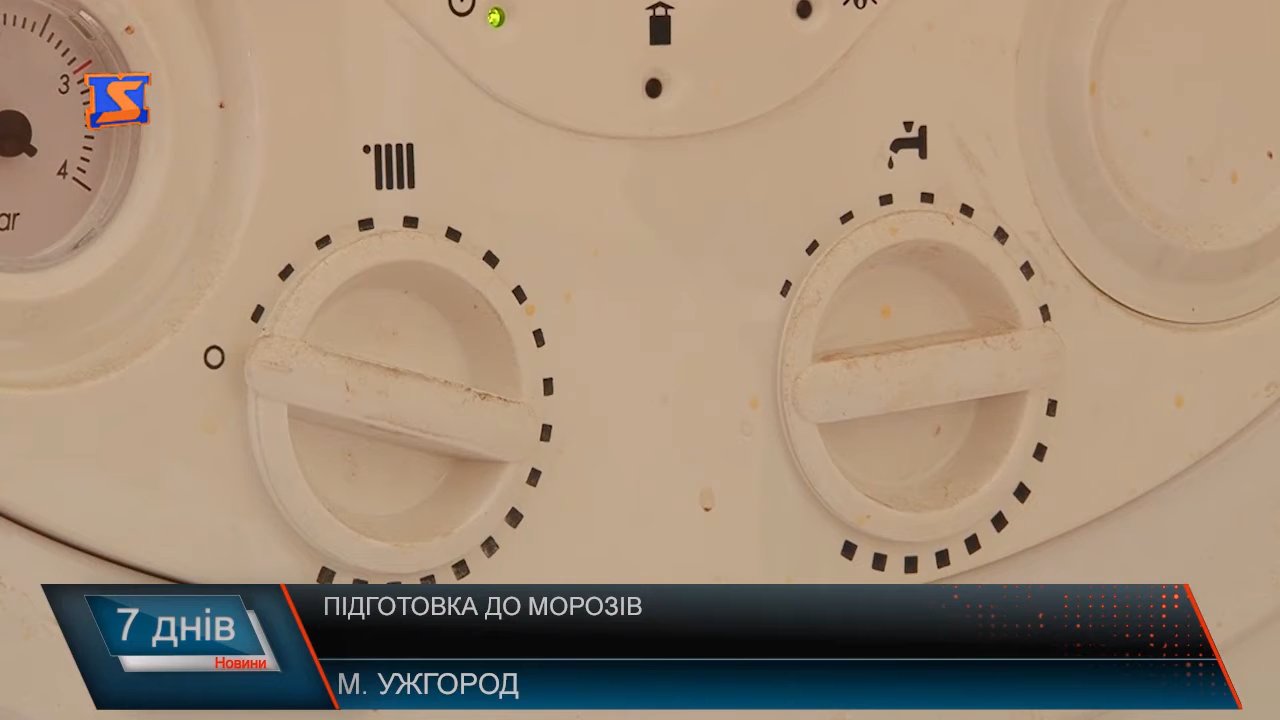 3
4
ar
7 днів
Новини
ПІДГОТОВКА ДО МОРОЗІВ
М. УЖГОРОД